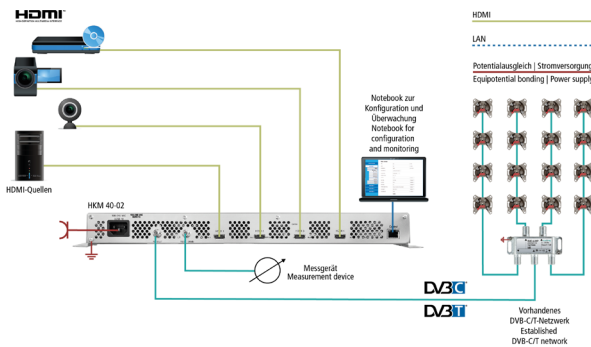 HDMI
HDMI
LAN
Potentialausgleich | Stromversorgung
Equipotential bonding | Power supply
Notebook zur
Konfiguration und
Überwachung
Notebook for
configuration
and monitoring
HDMI-Quellen
HKM 40-02
Messgerät
Measurement device
DVB C
DVB T
Vorhandenes
DVB-C/T-Netzwerk
Established
DVB-C/T network